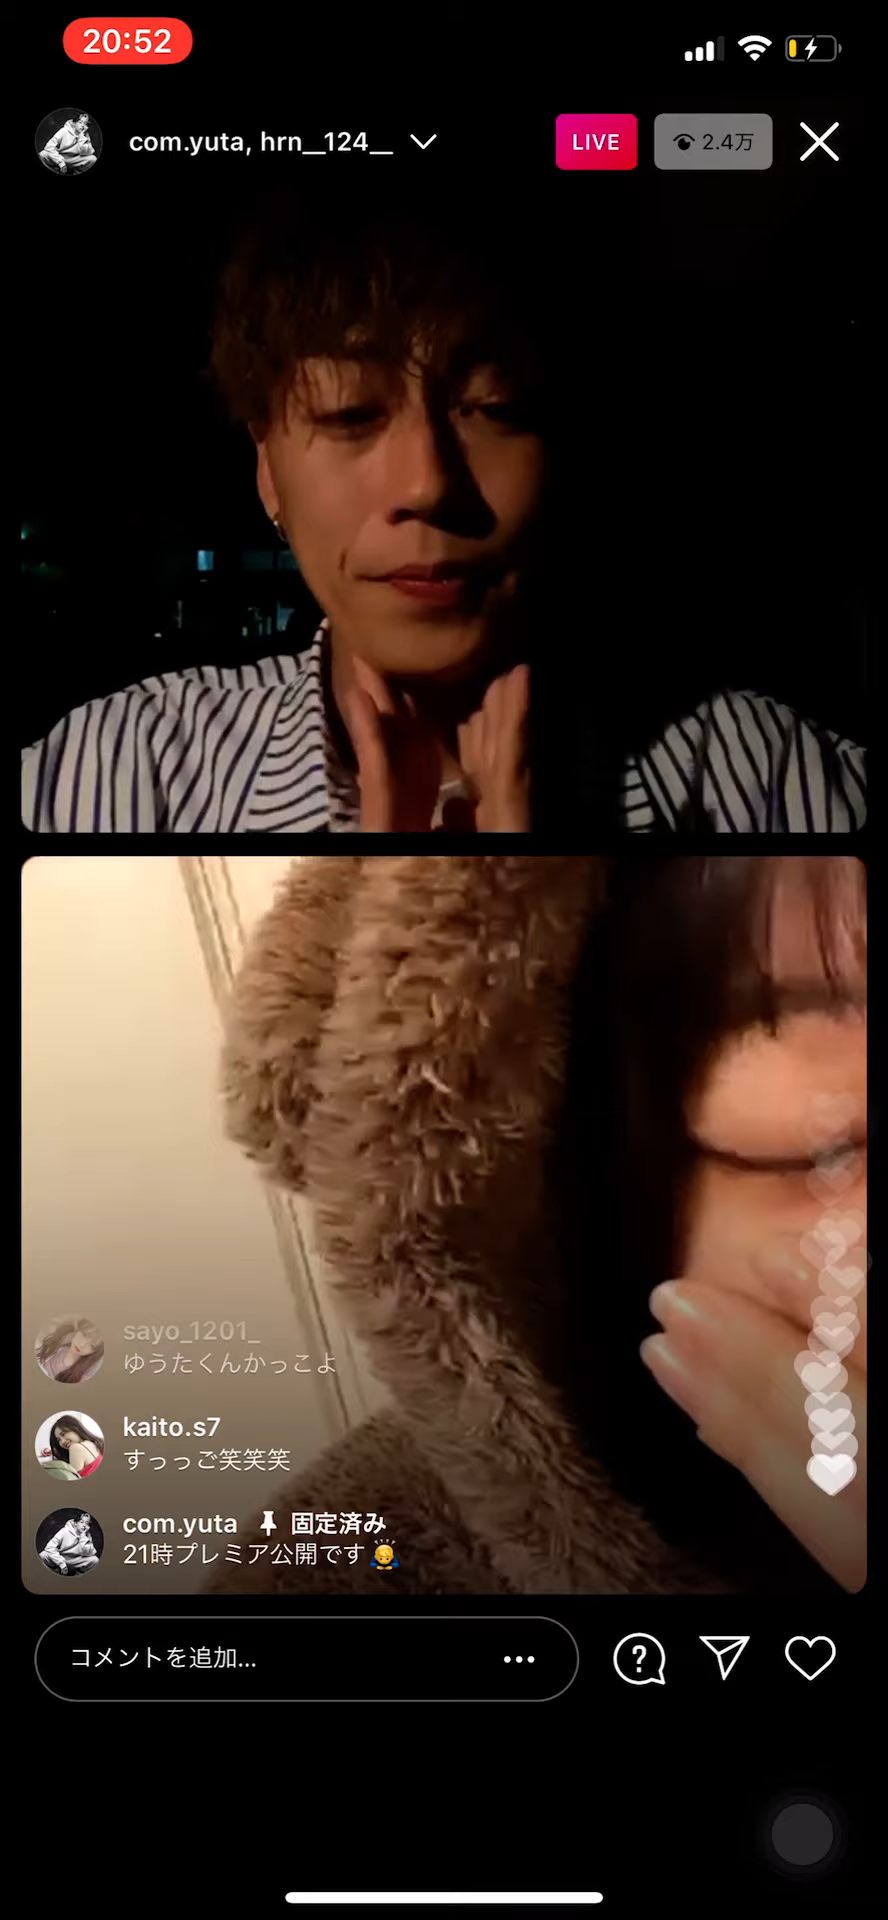 20:52
com.yuta, hrn__124__
LIVE
2.4万
sayo_1201_
ゆうたくんかっこよ
kaito.s7
すっっご笑笑笑
com.yuta 固定済み
21時プレミア公開です🙇
コメントを追加...